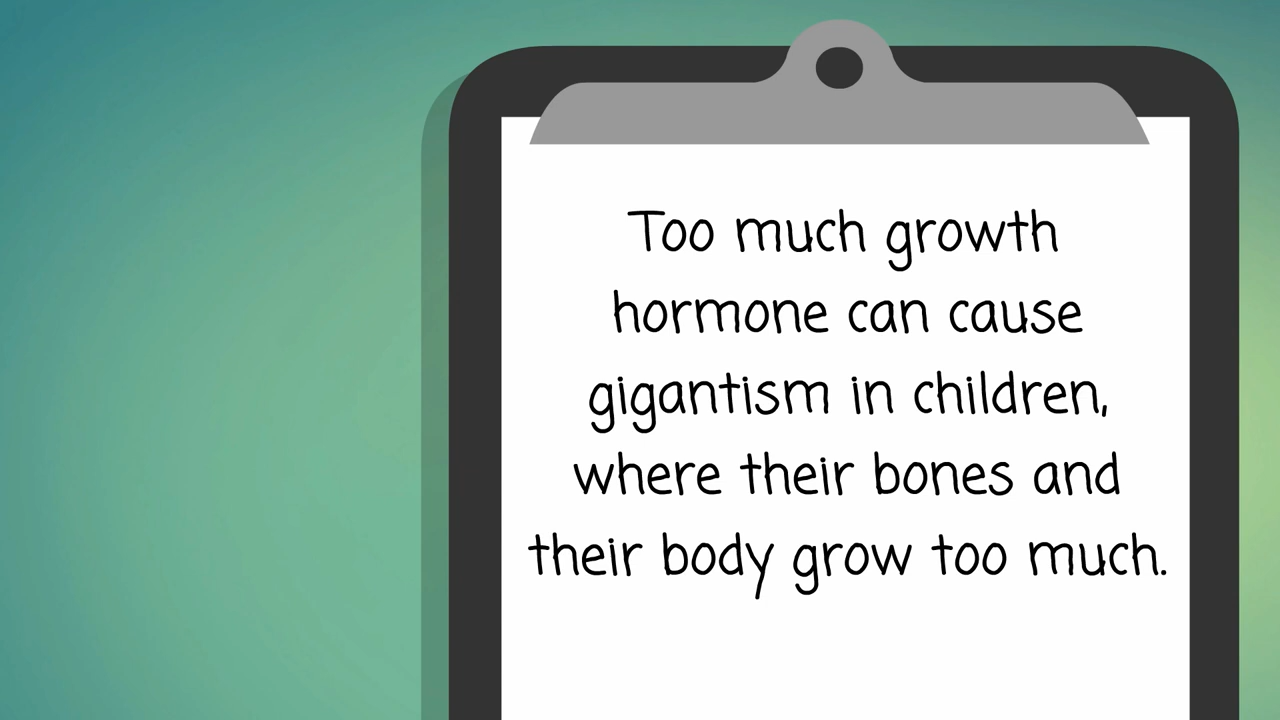 Too much growth
hormone can cause
gigantism in children,
where their bones and
their body grow too much.